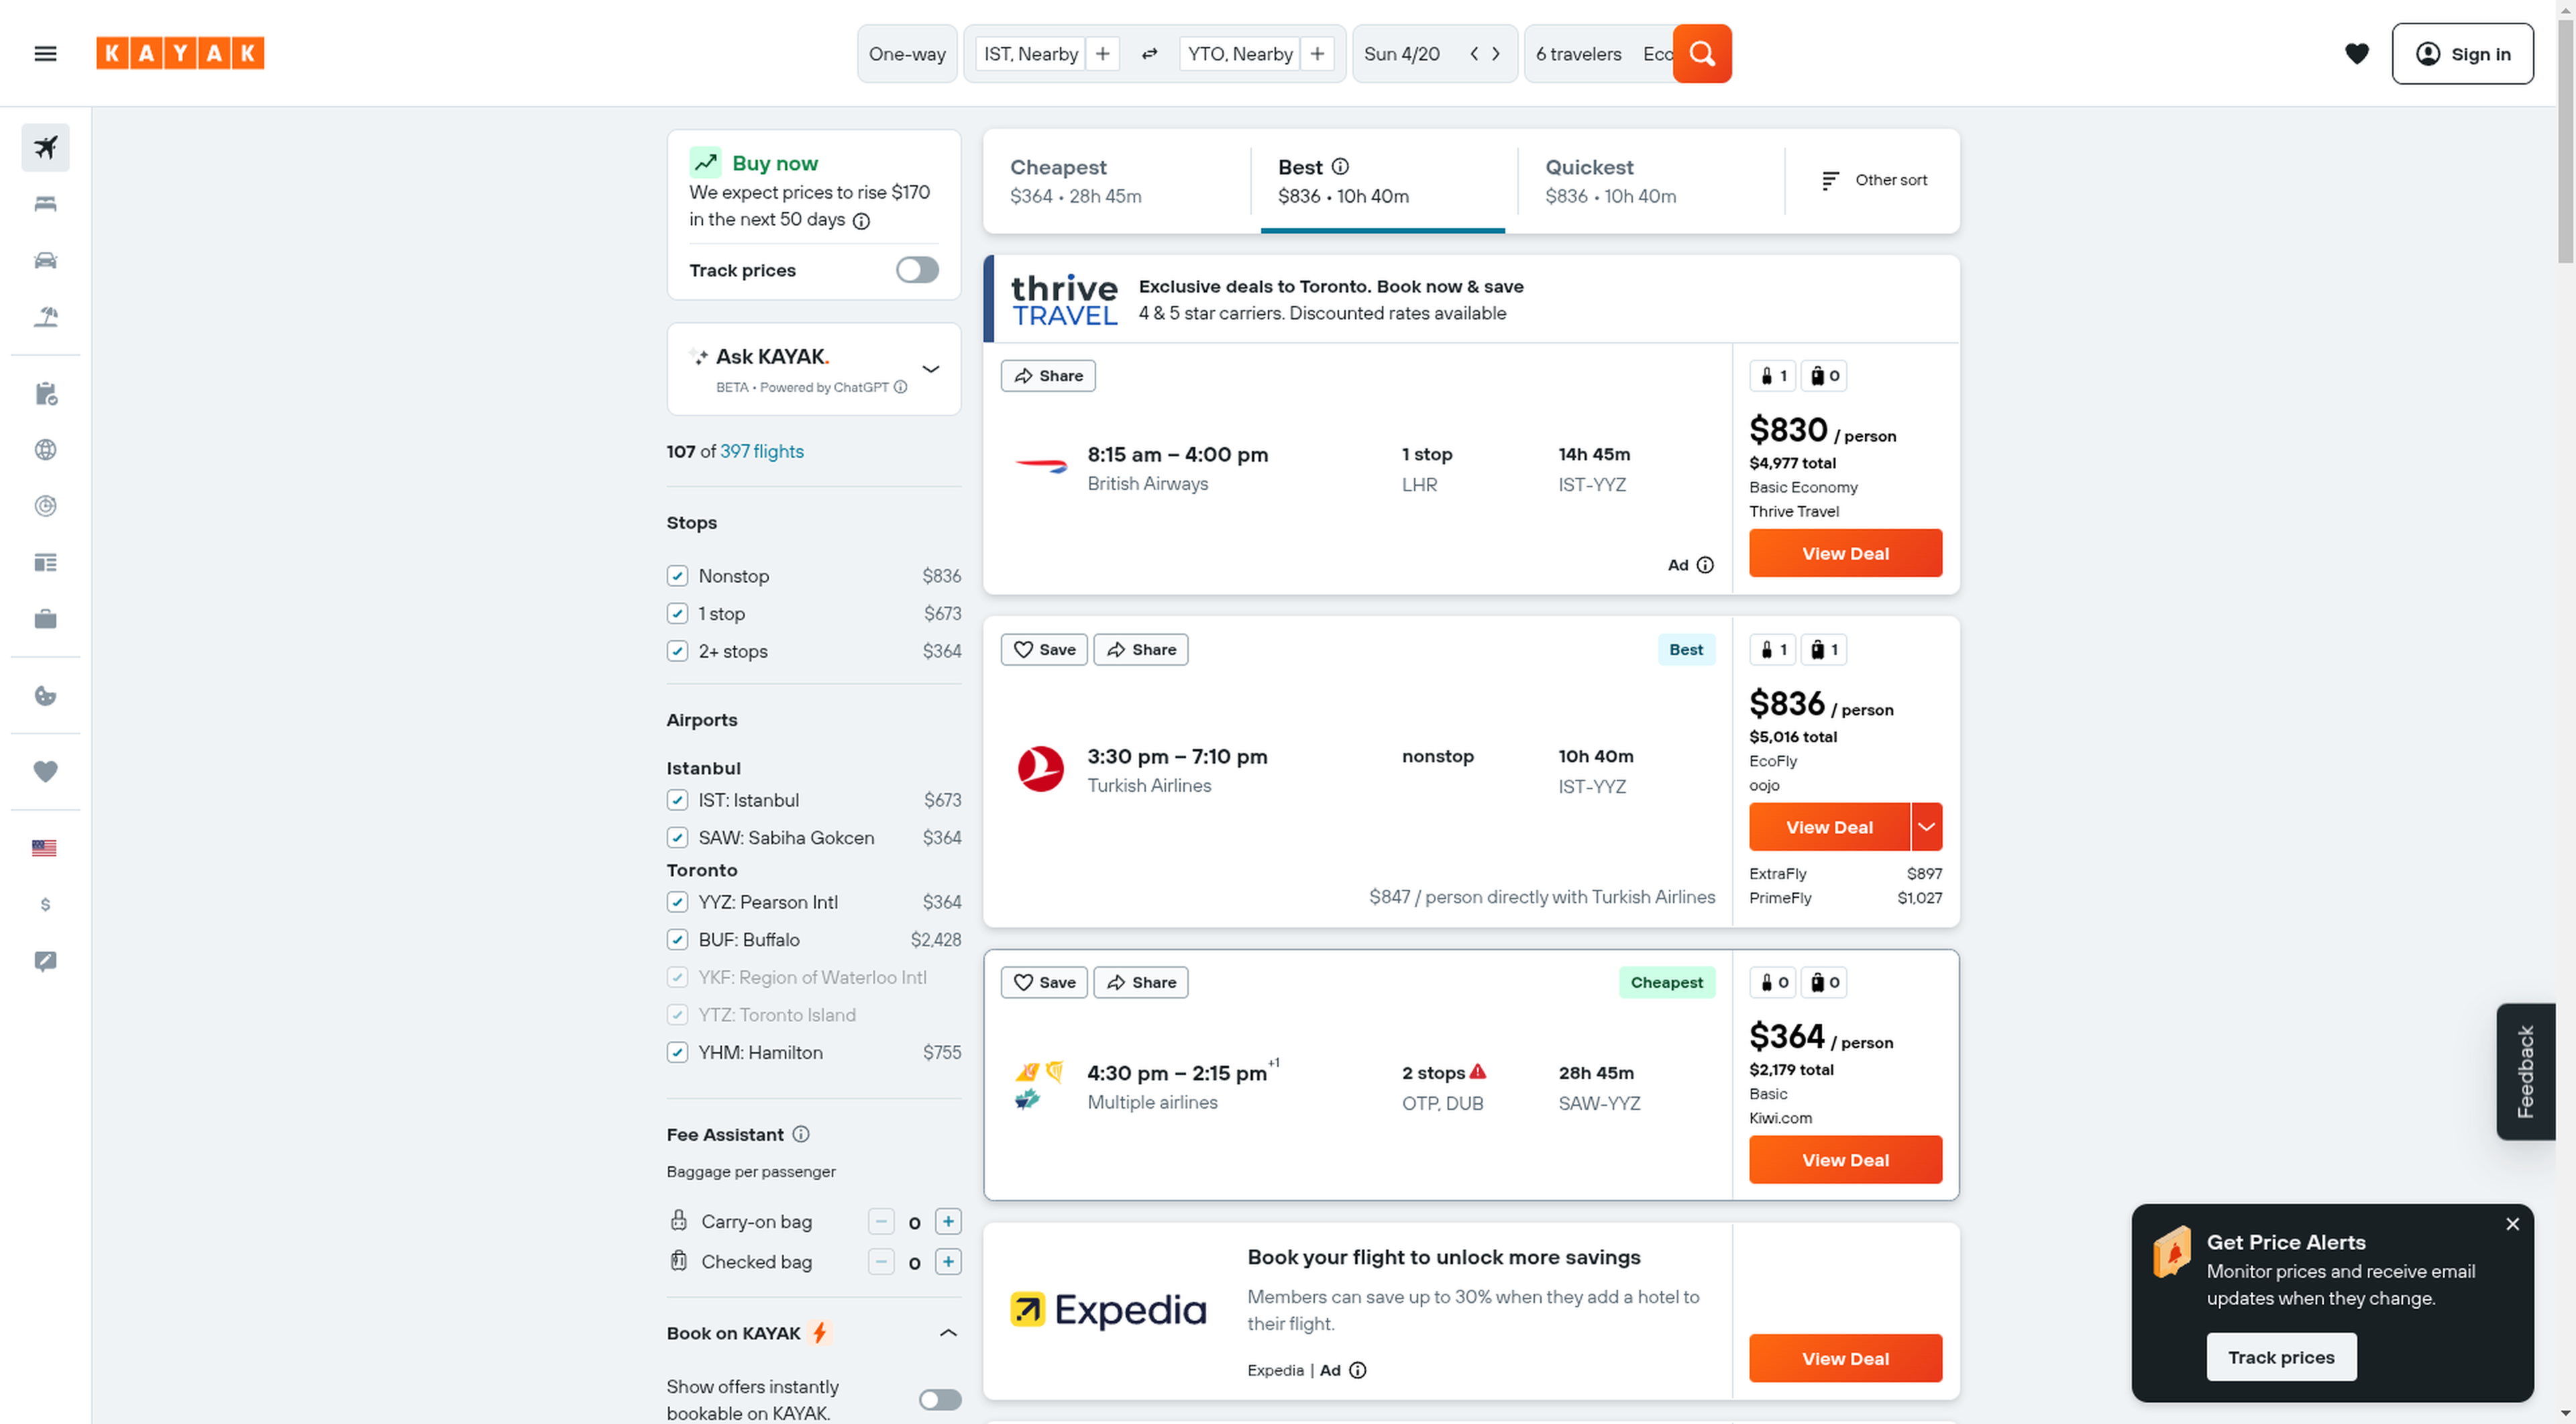 KAYAK
One-way
IST, Nearby
YTO, Nearby
Sun 4/20
6 travelers Eco
Sign in
Buy now
We expect prices to rise $170
in the next 50 days
Track prices
Ask KAYAK.
BETA • Powered by ChatGPT
107 of 397 flights
Stops
Nonstop $836
1 stop $673
2+ stops $364
Airports
Istanbul
IST: Istanbul $673
SAW: Sabiha Gokcen $364
Toronto
YYZ: Pearson Intl $364
BUF: Buffalo $2,428
YKF: Region of Waterloo Intl
YTZ: Toronto Island
YHM: Hamilton $755
Fee Assistant
Baggage per passenger
Carry-on bag 0
Checked bag 0
Book on KAYAK
Show offers instantly
bookable on KAYAK.
Cheapest
$364 • 28h 45m
Best
$836 • 10h 40m
Quickest
$836 • 10h 40m
Other sort
thrive
TRAVEL
Exclusive deals to Toronto. Book now & save
4 & 5 star carriers. Discounted rates available
Share
8:15 am – 4:00 pm
British Airways
1 stop
LHR
14h 45m
IST-YYZ
Ad
1 0
$830 / person
$4,977 total
Basic Economy
Thrive Travel
View Deal
Save
Share
Best
3:30 pm – 7:10 pm
Turkish Airlines
nonstop
10h 40m
IST-YYZ
$847 / person directly with Turkish Airlines
1 1
$836 / person
$5,016 total
EcoFly
oojo
View Deal
ExtraFly $897
PrimeFly $1,027
Save
Share
Cheapest
4:30 pm – 2:15 pm+1
Multiple airlines
2 stops
OTP, DUB
28h 45m
SAW-YYZ
0 0
$364 / person
$2,179 total
Basic
Kiwi.com
View Deal
Expedia
Book your flight to unlock more savings
Members can save up to 30% when they add a hotel to
their flight.
Expedia | Ad
View Deal
Feedback
Get Price Alerts
Monitor prices and receive email
updates when they change.
Track prices